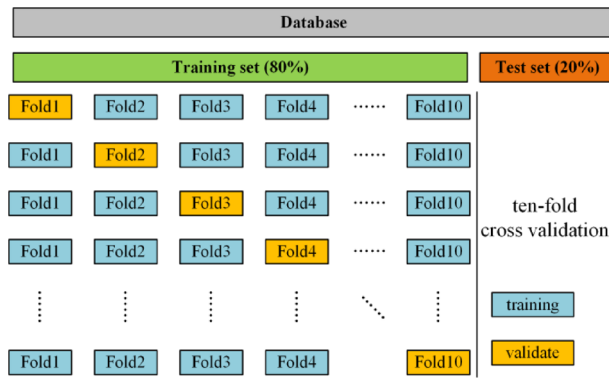 Database
Training set (80%) Test set (20%)
Fold1 Fold2 Fold3 Fold4 ...... Fold10
Fold1 Fold2 Fold3 Fold4 ...... Fold10
Fold1 Fold2 Fold3 Fold4 ...... Fold10
Fold1 Fold2 Fold3 Fold4 ...... Fold10
Fold1 Fold2 Fold3 Fold4 Fold10
ten-fold
cross validation
training
validate